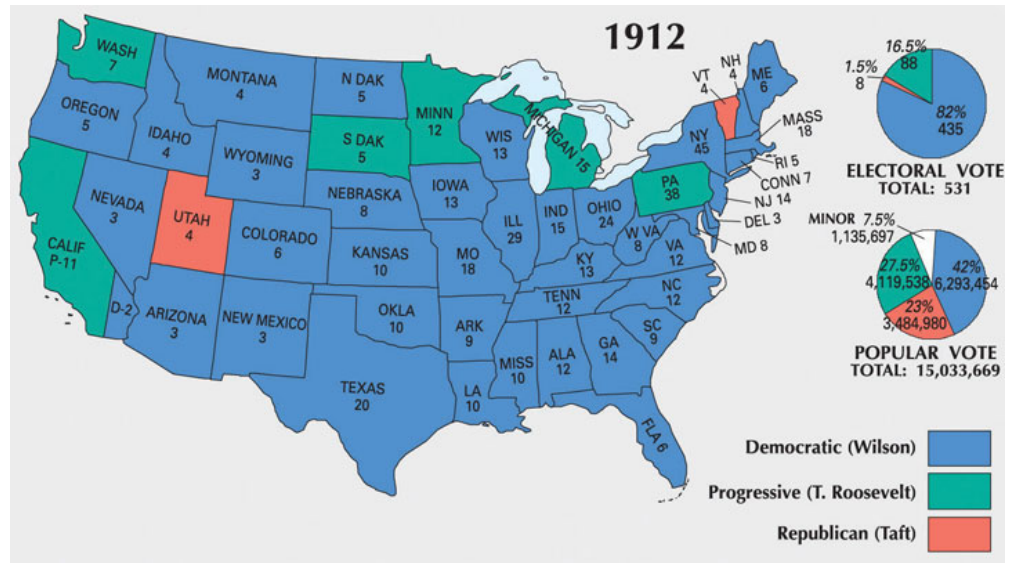 1912
WASH
7
OREGON
5
CALIF
P-11
D-2
NEVADA
3
IDAHO
4
MONTANA
4
WYOMING
3
UTAH
4
ARIZONA
3
COLORADO
6
NEW MEXICO
3
N DAK
5
S DAK
5
NEBRASKA
8
KANSAS
10
OKLA
10
TEXAS
20
MINN
12
IOWA
13
MO
18
ARK
9
LA
10
WIS
13
ILL
29
MICHIGAN 15
IND
15
OHIO
24
KY
13
TENN
12
MISS
10
ALA
12
GA
14
FLA 6
SC
9
NC
12
VA
12
W VA
8
PA
38
NY
45
VT
4
NH
4
ME
6
MASS
18
RI 5
CONN 7
NJ 14
DEL 3
MD 8
16.5%
88
1.5%
8
82%
435
ELECTORAL VOTE
TOTAL: 531
MINOR 7.5%
1,135,697
27.5%
4,119,538
42%
6,293,454
23%
3,484,980
POPULAR VOTE
TOTAL: 15,033,669
Democratic (Wilson)
Progressive (T. Roosevelt)
Republican (Taft)